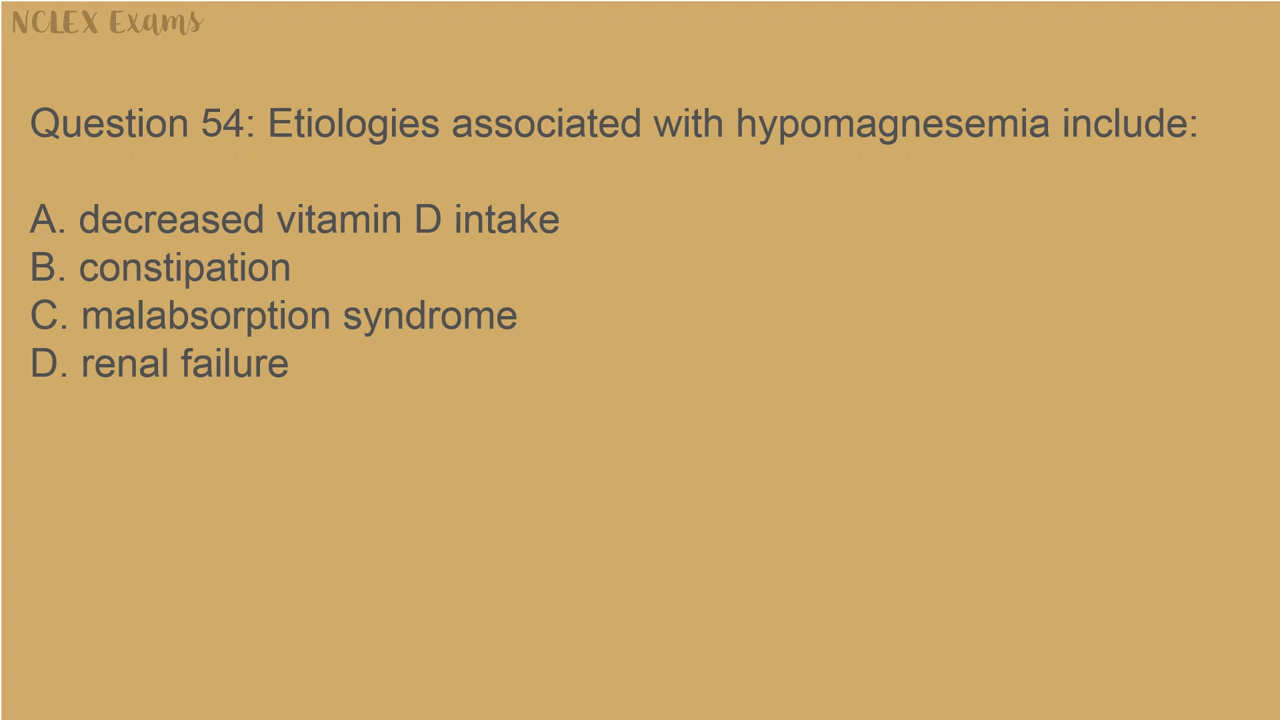 NCLEX Exams
Question 54: Etiologies associated with hypomagnesemia include:
A. decreased vitamin D intake
B. constipation
C. malabsorption syndrome
D. renal failure